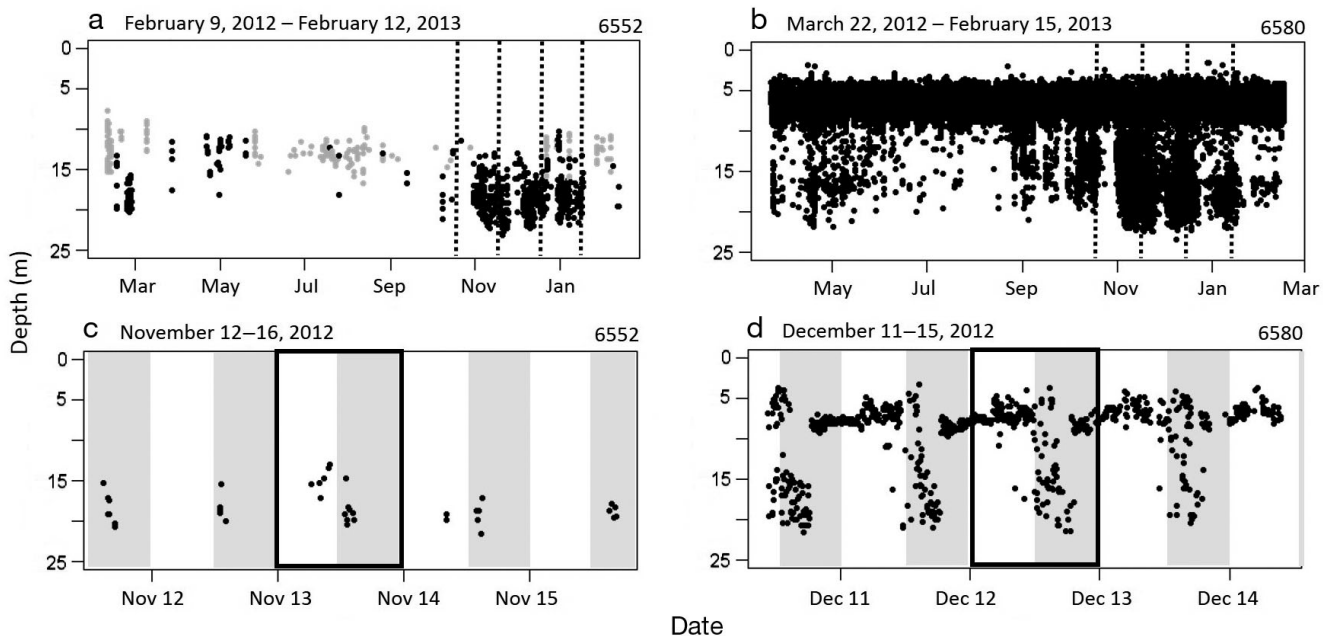 a February 9, 2012 – February 12, 2013 6552
b March 22, 2012 – February 15, 2013 6580
0
5
15
25
Mar May Jul Sep Nov Jan
0
5
15
25
May Jul Sep Nov Jan Mar
Depth (m)
c November 12–16, 2012 6552
d December 11–15, 2012 6580
0
5
15
25
Nov 12 Nov 13 Nov 14 Nov 15
0
5
15
25
Dec 11 Dec 12 Dec 13 Dec 14
Date